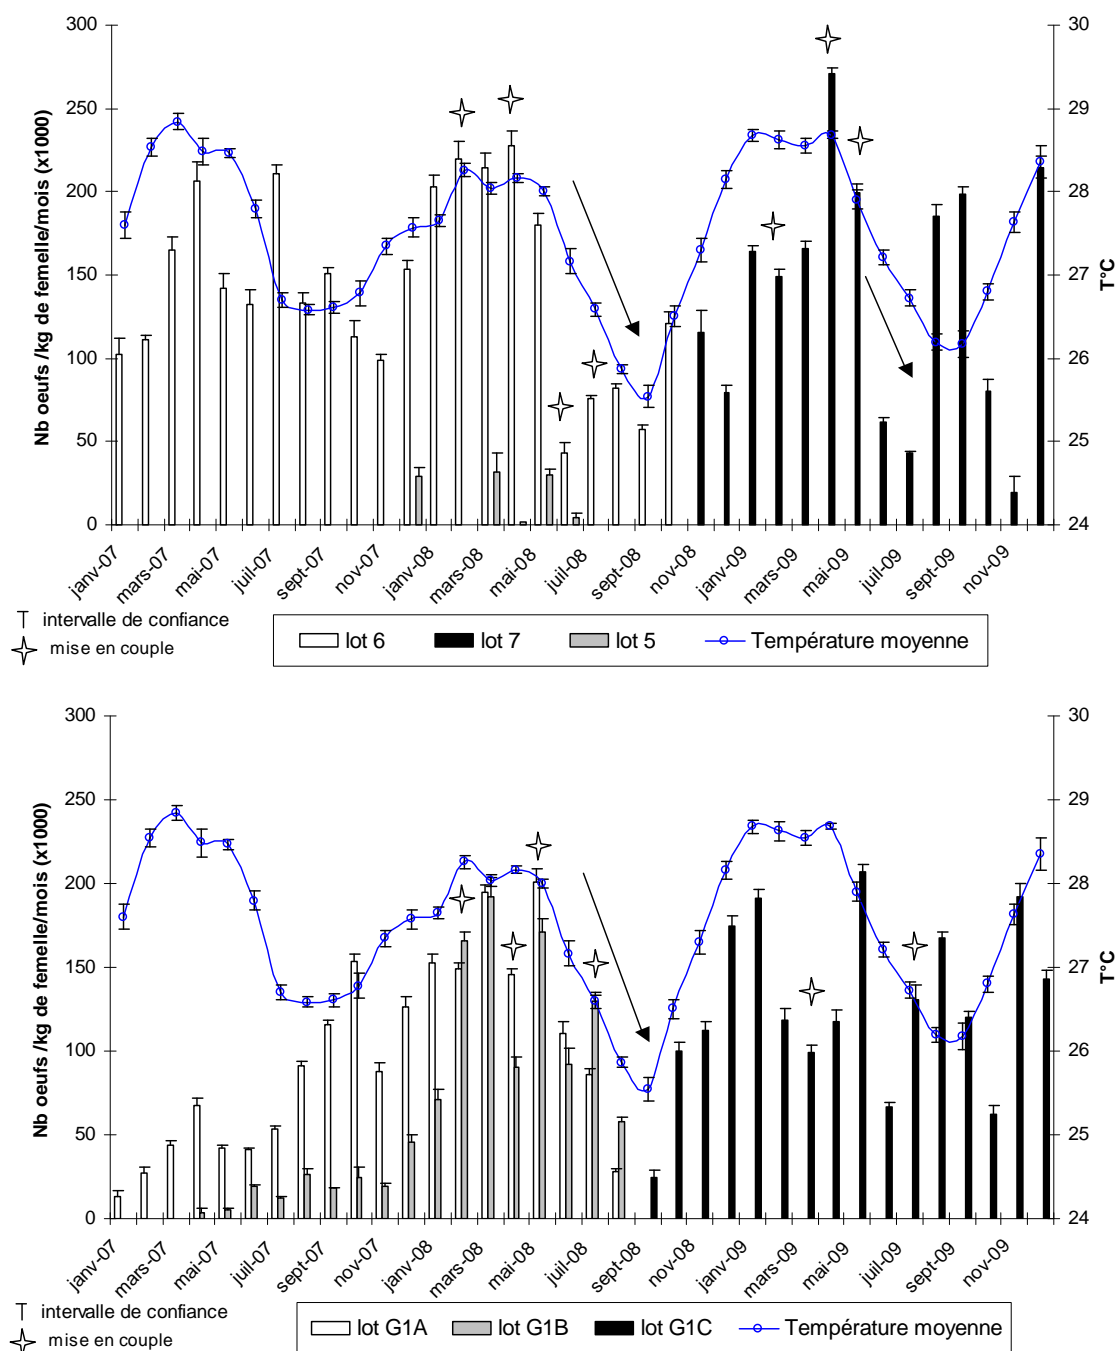 Nb oeufs /kg de femelle/mois (x1000)
300
250
200
150
100
50
0
30
29
28
27
26
25
24
T°C
janv-07
mars-07
mai-07
juil-07
sept-07
nov-07
janv-08
mars-08
mai-08
juil-08
sept-08
nov-08
janv-09
mars-09
mai-09
juil-09
sept-09
nov-09
intervalle de confiance
mise en couple
lot 6 lot 7 lot 5 Température moyenne
Nb oeufs /kg de femelle/mois (x1000)
300
250
200
150
100
50
0
30
29
28
27
26
25
24
T°C
janv-07
mars-07
mai-07
juil-07
sept-07
nov-07
janv-08
mars-08
mai-08
juil-08
sept-08
nov-08
janv-09
mars-09
mai-09
juil-09
sept-09
nov-09
intervalle de confiance
mise en couple
lot G1A lot G1B lot G1C Température moyenne